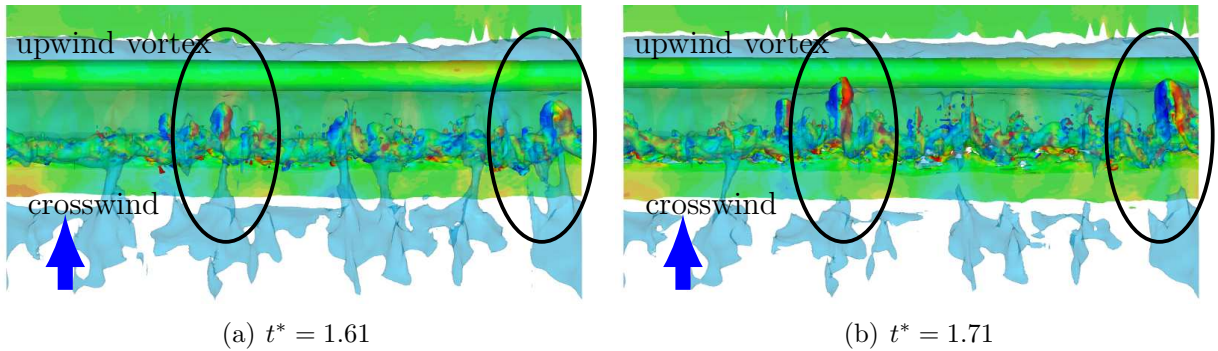 upwind vortex
crosswind
(a) t* = 1.61
upwind vortex
crosswind
(b) t* = 1.71